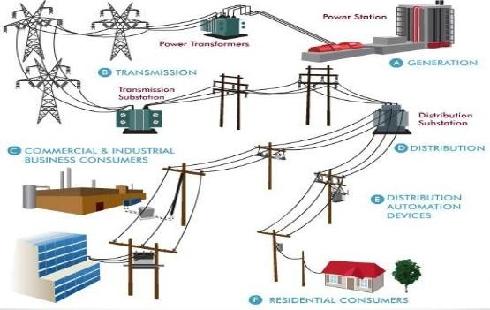 Power Station
Power Transformers
A GENERATION
B TRANSMISSION
Transmission
Substation
Distribution
Substation
C COMMERCIAL & INDUSTRIAL
BUSINESS CONSUMERS
D DISTRIBUTION
E DISTRIBUTION
AUTOMATION
DEVICES
F RESIDENTIAL CONSUMERS